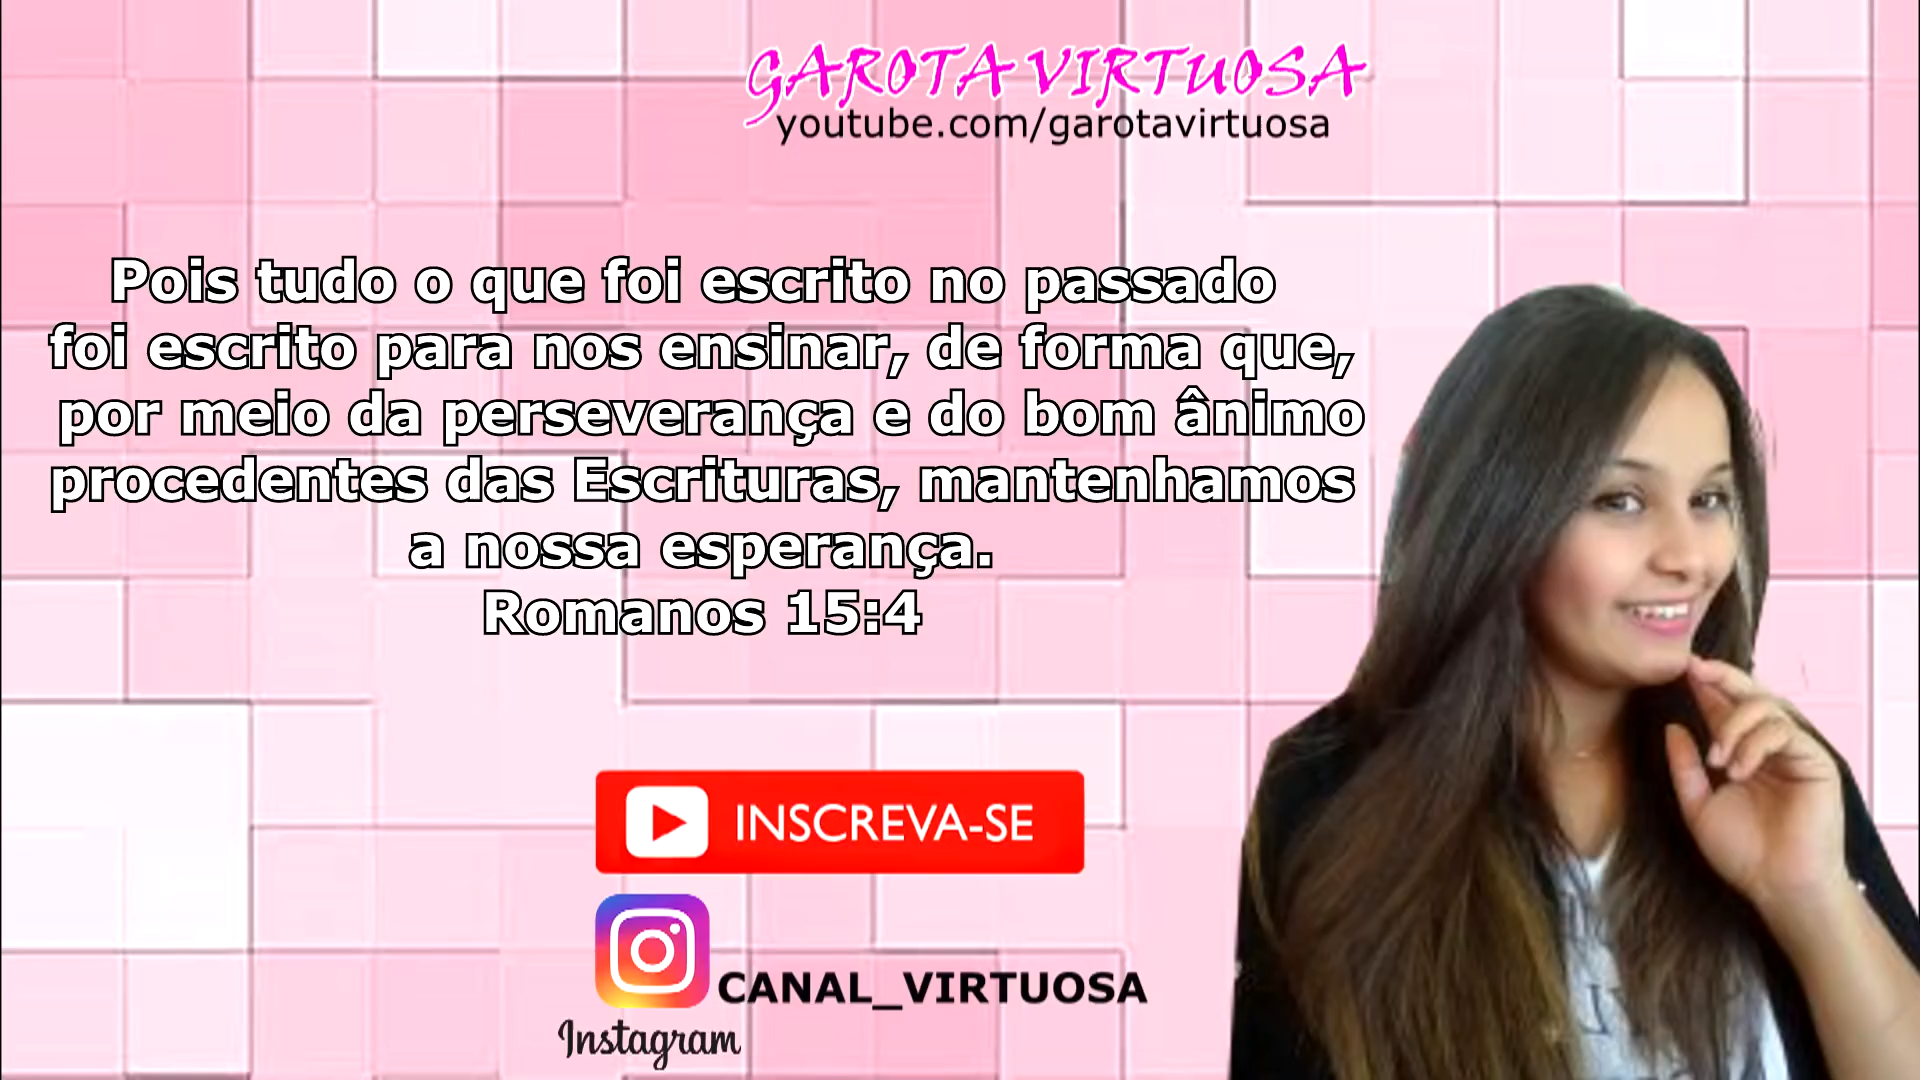 GAROTA VIRTUOSA
youtube.com/garotavirtuosa
Pois tudo o que foi escrito no passado
foi escrito para nos ensinar, de forma que,
por meio da perseverança e do bom ânimo
procedentes das Escrituras, mantenhamos
a nossa esperança.
Romanos 15:4
INSCREVA-SE
CANAL_VIRTUOSA
Instagram